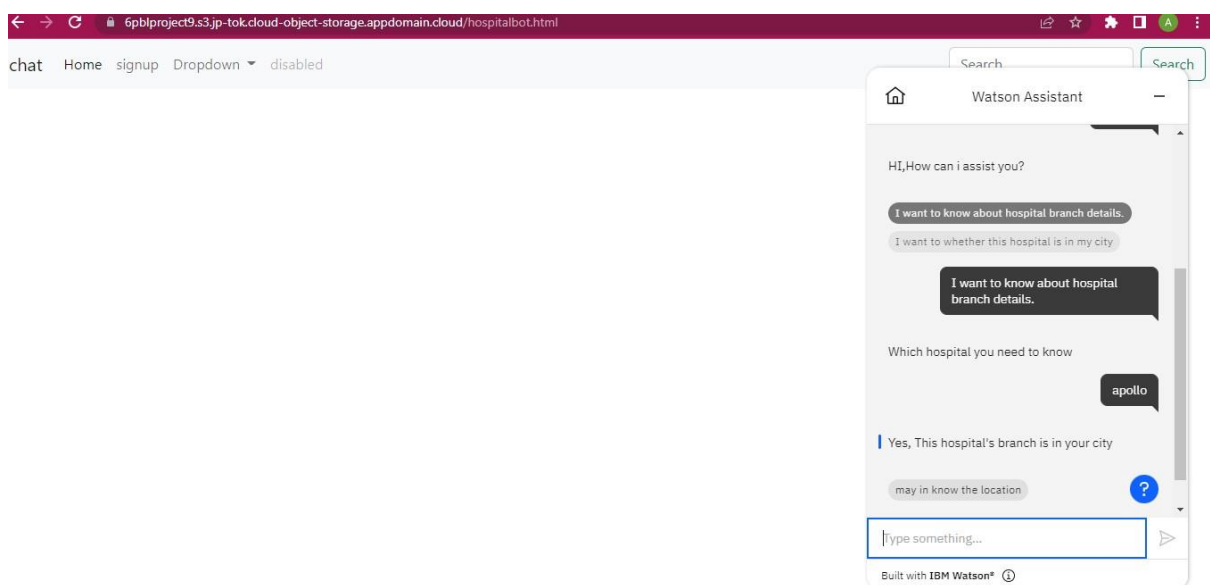 6pblproject9.s3.jp-tok.cloud-object-storage.appdomain.cloud/hospitalbot.html
A
chat Home signup Dropdown disabled Search Search
Watson Assistant
HI,How can i assist you?
I want to know about hospital branch details.
I want to whether this hospital is in my city
I want to know about hospital
branch details.
Which hospital you need to know
apollo
Yes, This hospital's branch is in your city
may in know the location
?
Type something...
Built with IBM Watson®